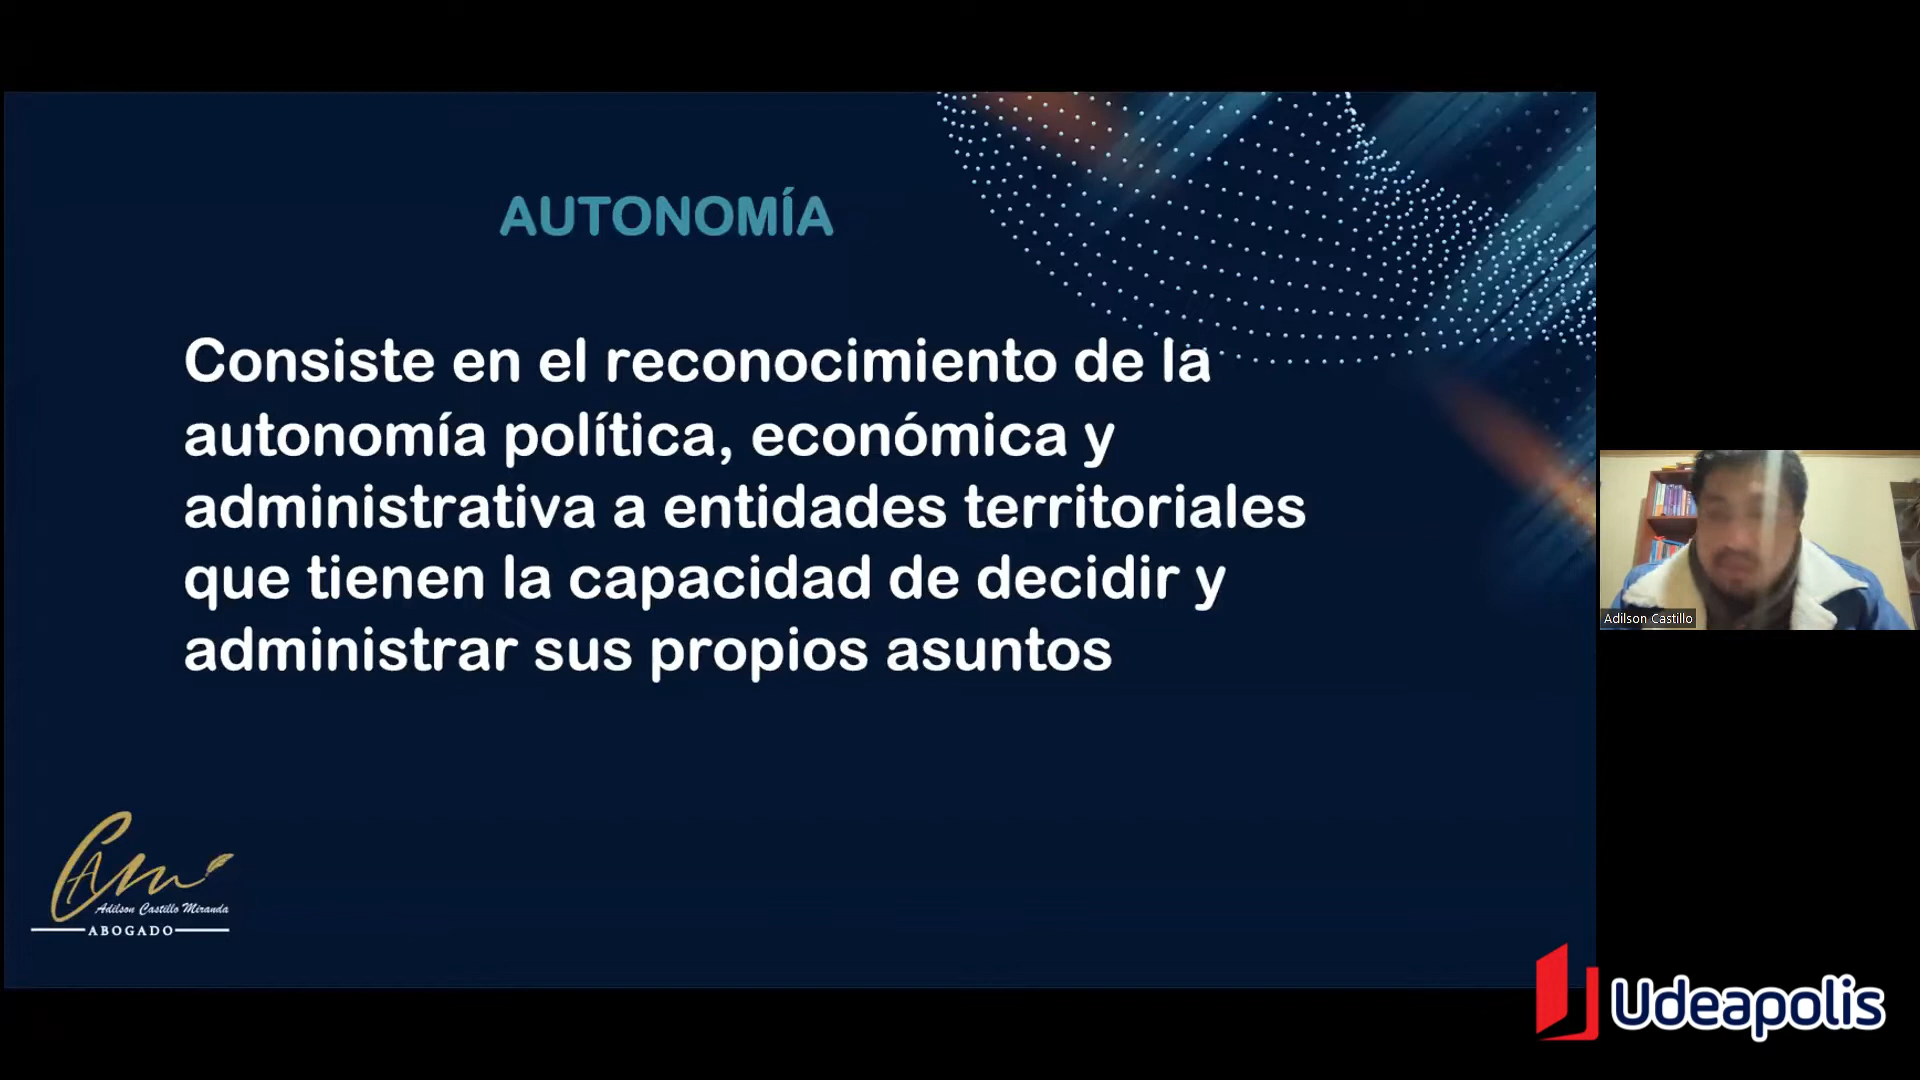 AUTONOMÍA
Consiste en el reconocimiento de la
autonomía política, económica y
administrativa a entidades territoriales
que tienen la capacidad de decidir y
administrar sus propios asuntos
Adilson Castillo
CAM
Adilson Castillo Miranda
ABOGADO
Udeapolis